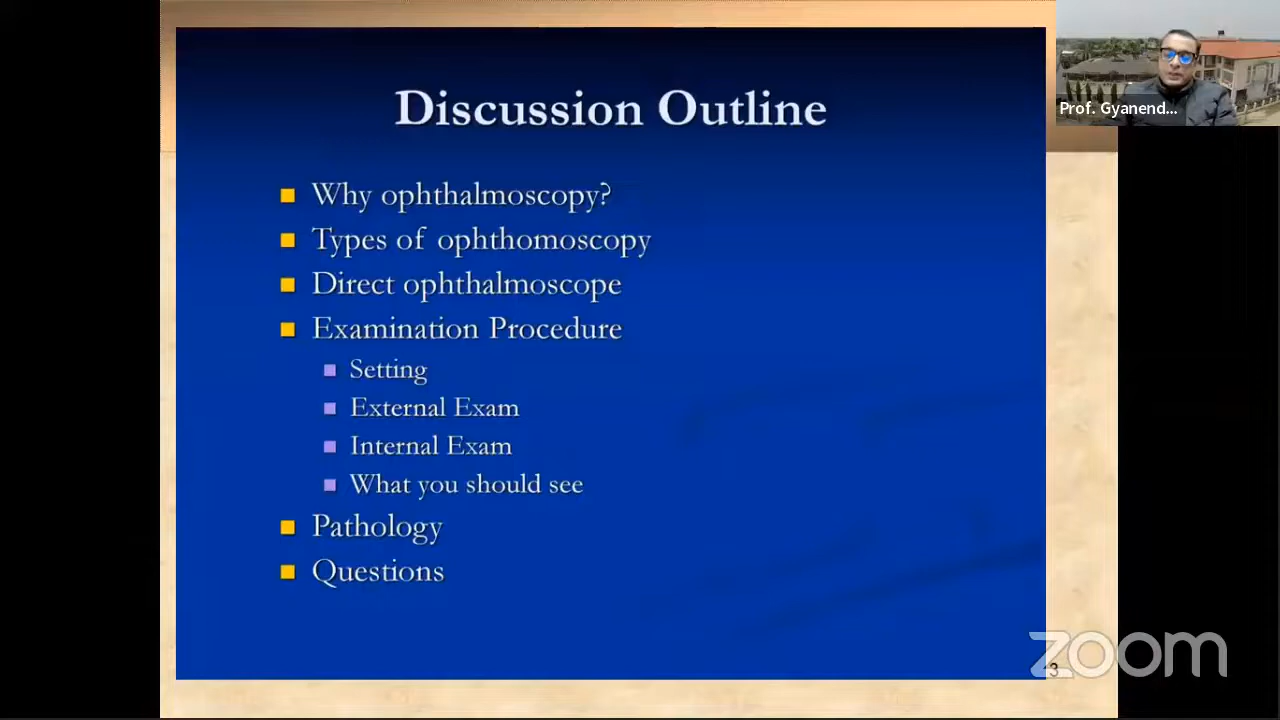 Discussion Outline
Why ophthalmoscopy?
Types of ophthomoscopy
Direct ophthalmoscope
Examination Procedure
Setting
External Exam
Internal Exam
What you should see
Pathology
Questions
Prof. Gyanend...
zoom
3